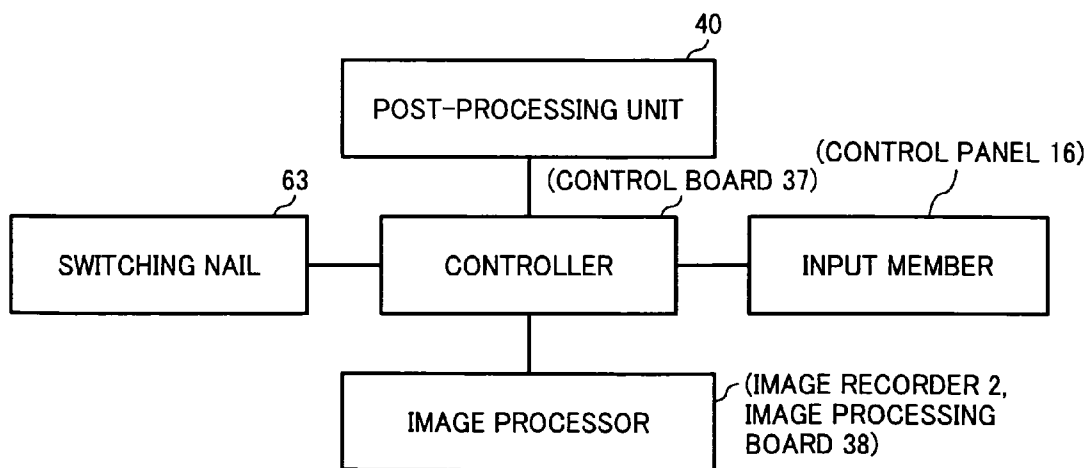 40
POST-PROCESSING UNIT
(CONTROL PANEL 16)
63
(CONTROL BOARD 37)
SWITCHING NAIL
CONTROLLER
INPUT MEMBER
IMAGE PROCESSOR
(IMAGE RECORDER 2,
IMAGE PROCESSING
BOARD 38)